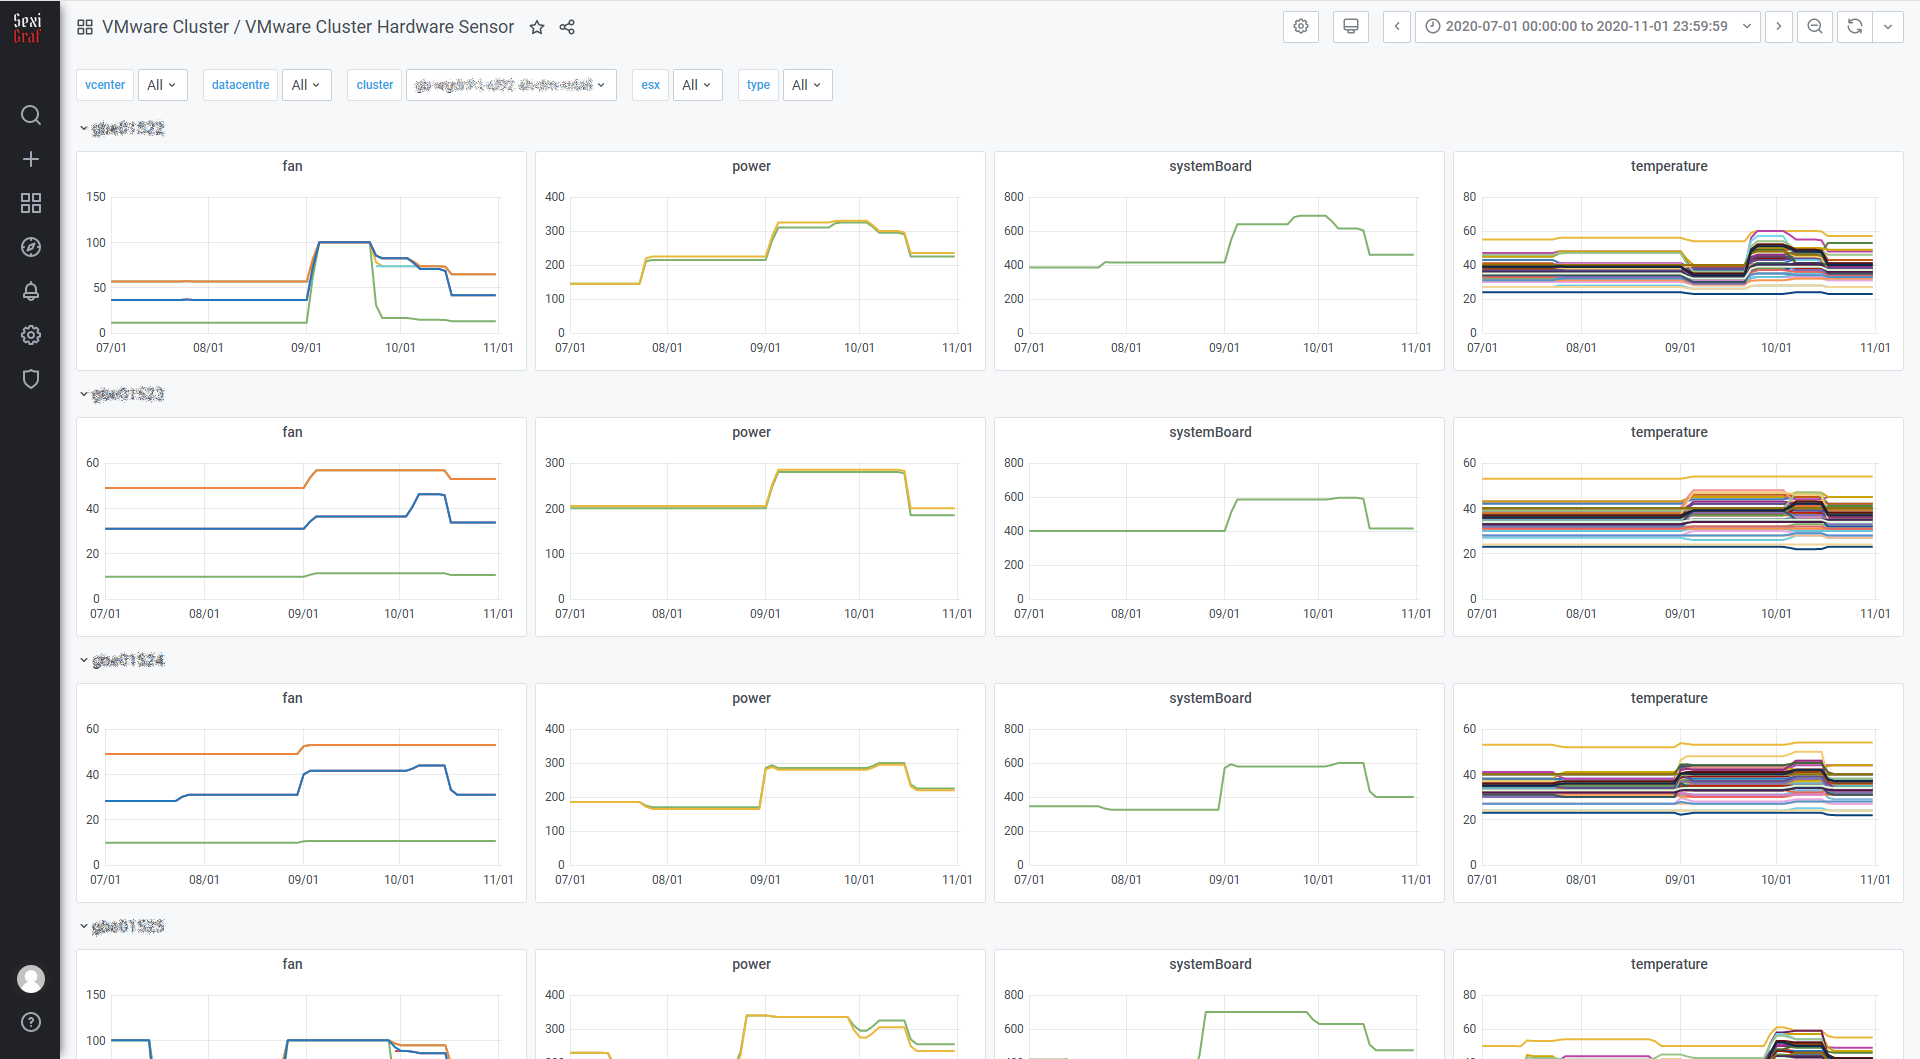 Sexi
Graf
VMware Cluster / VMware Cluster Hardware Sensor
2020-07-01 00:00:00 to 2020-11-01 23:59:59
vcenter All datacentre All cluster esx All type All
fan power systemBoard temperature
150 400 800 80
100 300 600 60
50 200 400 40
100 200 20
0 0 0 0
07/01 08/01 09/01 10/01 11/01 07/01 08/01 09/01 10/01 11/01 07/01 08/01 09/01 10/01 11/01 07/01 08/01 09/01 10/01 11/01
fan power systemBoard temperature
60 300 800 60
40 200 600 40
20 100 400 20
200
0 0 0 0
07/01 08/01 09/01 10/01 11/01 07/01 08/01 09/01 10/01 11/01 07/01 08/01 09/01 10/01 11/01 07/01 08/01 09/01 10/01 11/01
fan power systemBoard temperature
60 400 800 60
40 300 600 40
20 200 400 20
100 200
0 0 0 0
07/01 08/01 09/01 10/01 11/01 07/01 08/01 09/01 10/01 11/01 07/01 08/01 09/01 10/01 11/01 07/01 08/01 09/01 10/01 11/01
fan power systemBoard temperature
150 400 800 80
100 300 600 60